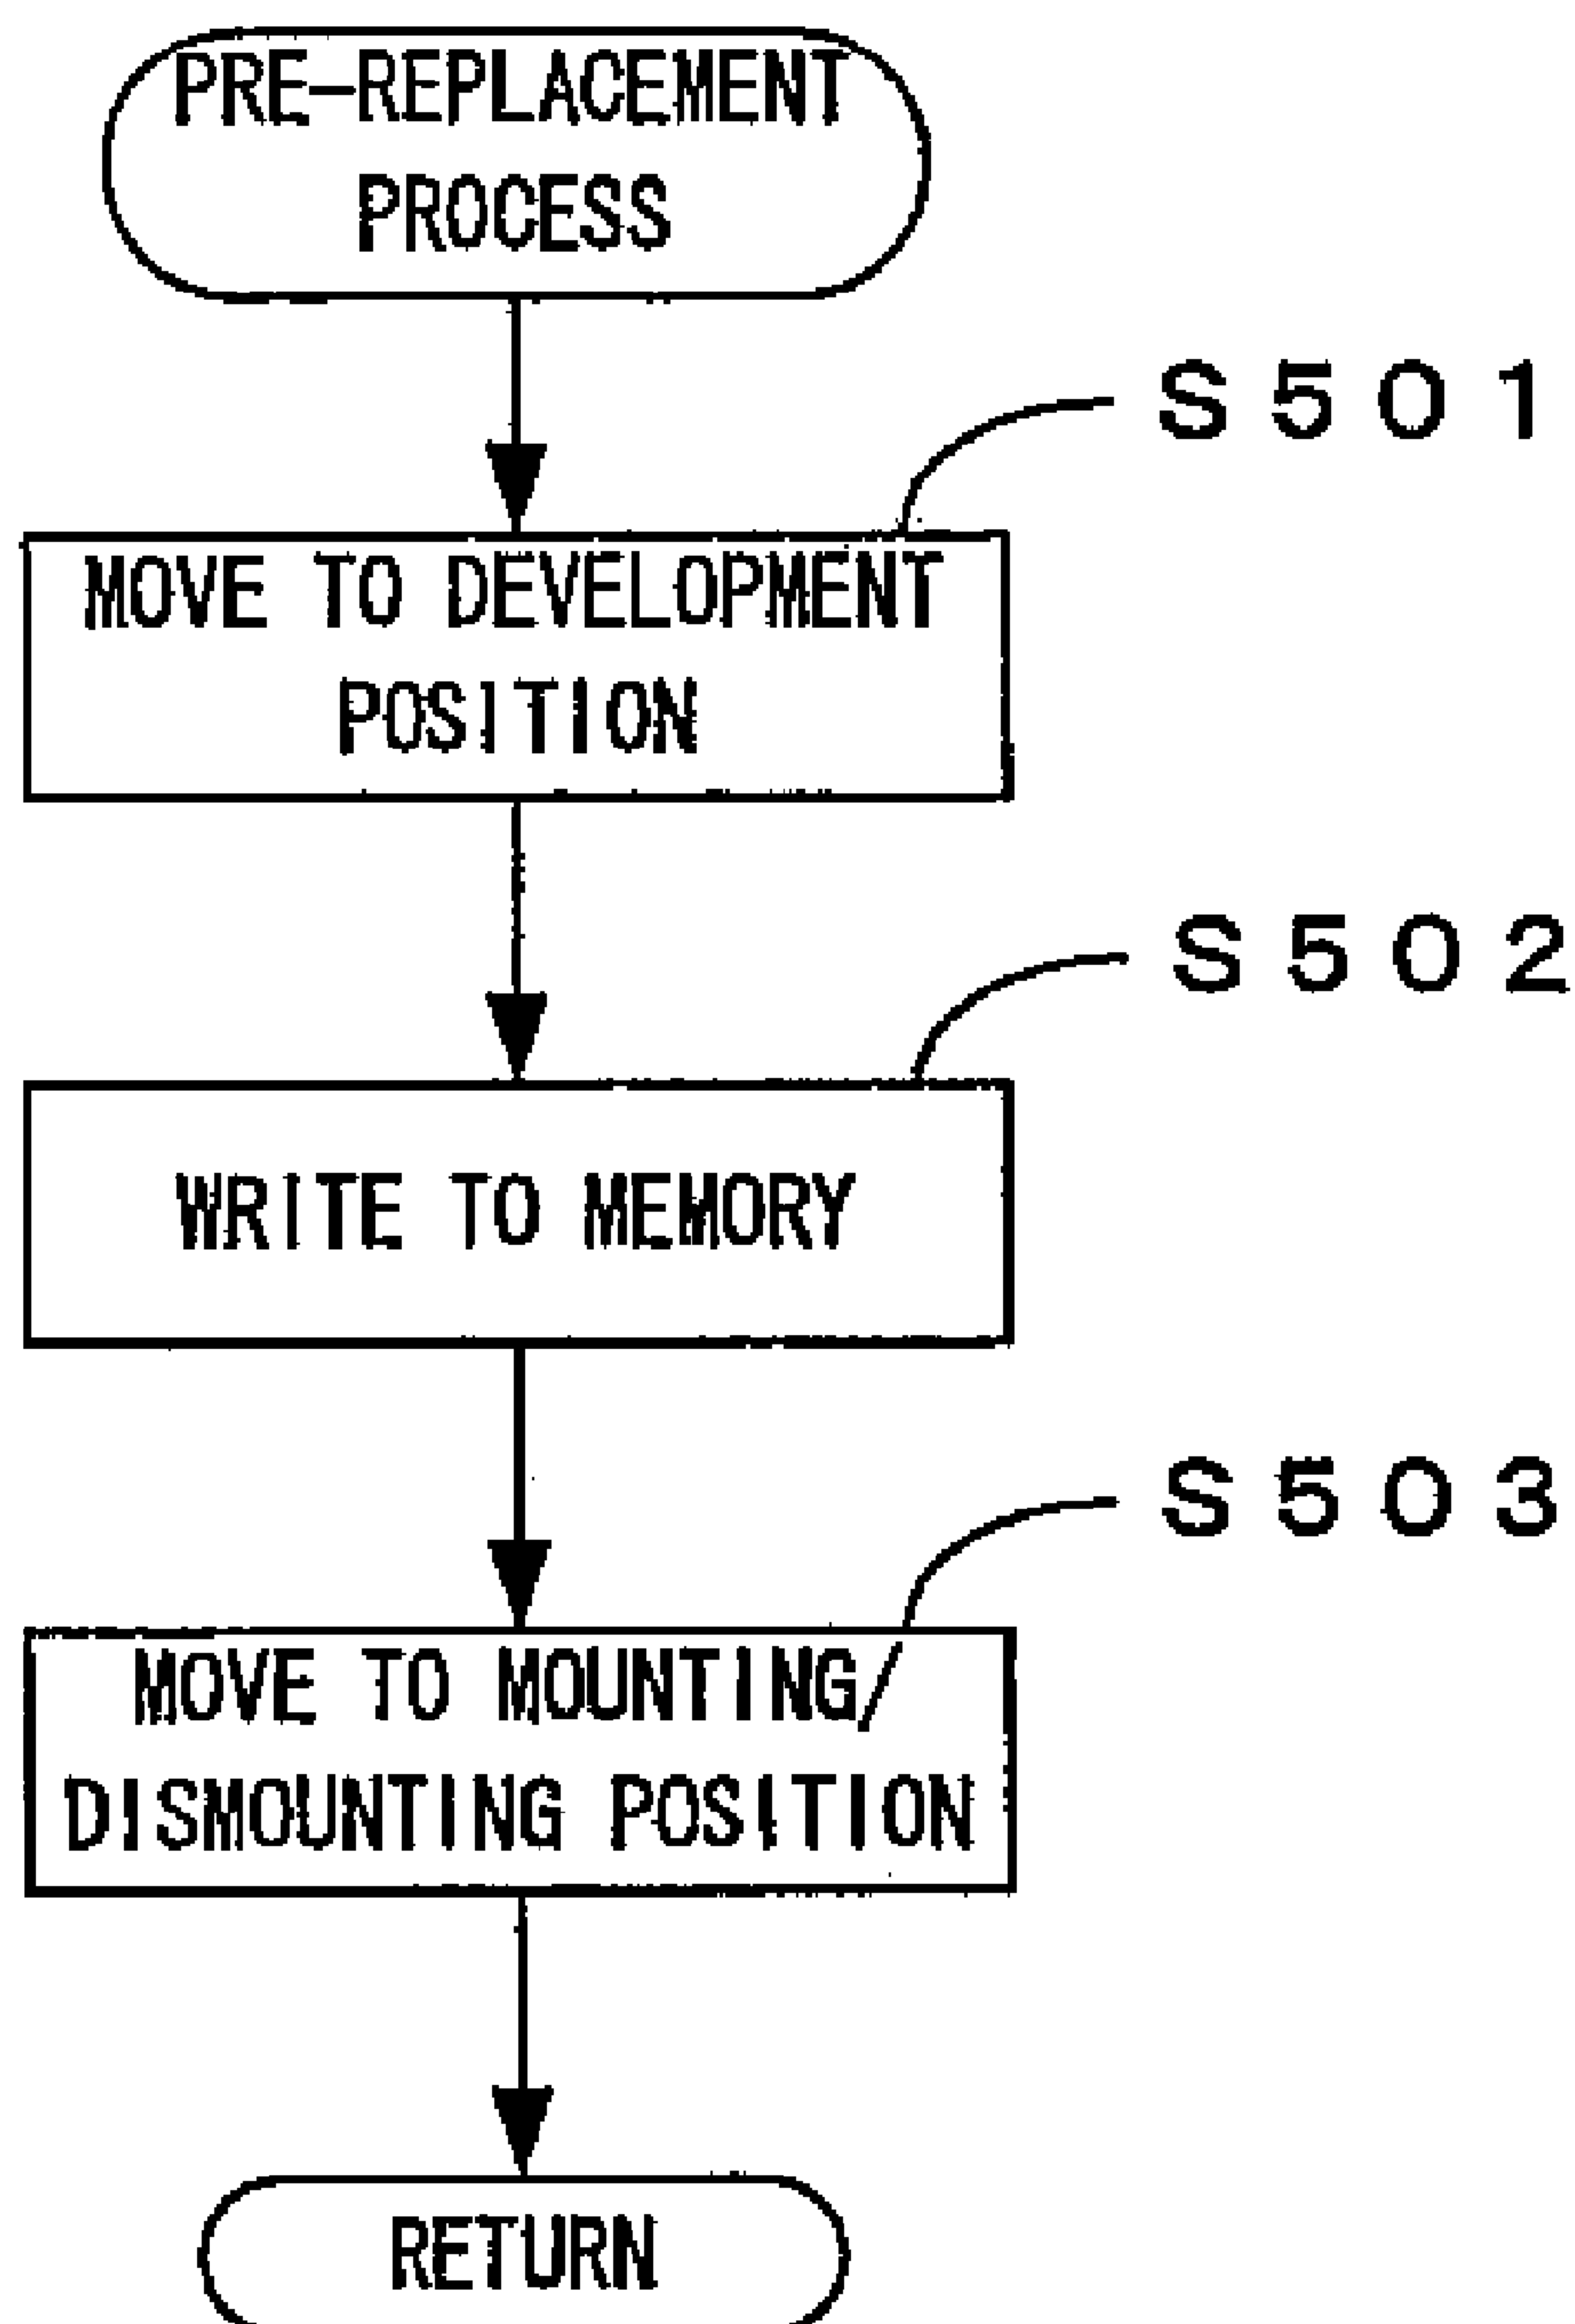 PRE-REPLACEMENT
PROCESS
S501
MOVE TO DEVELOPMENT
POSITION
S502
WRITE TO MEMORY
S503
MOVE TO MOUNTING/
DISMOUNTING POSITION
RETURN